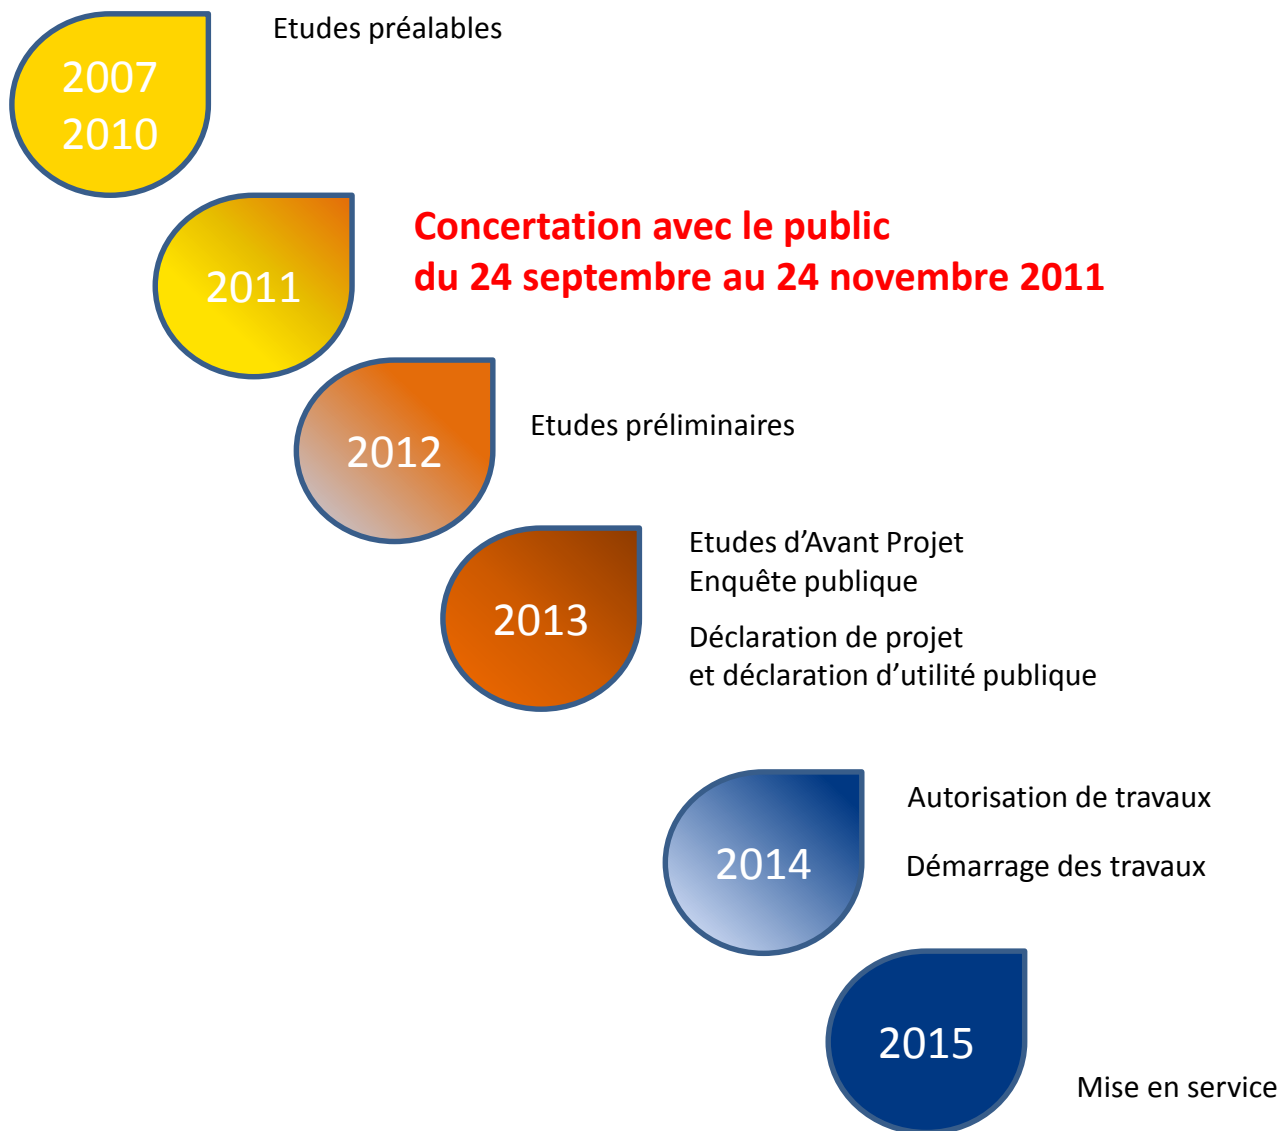 Etudes préalables
2007
2010
Concertation avec le public
du 24 septembre au 24 novembre 2011
2011
Etudes préliminaires
2012
Etudes d’Avant Projet
Enquête publique
2013
Déclaration de projet
et déclaration d’utilité publique
Autorisation de travaux
2014
Démarrage des travaux
2015
Mise en service